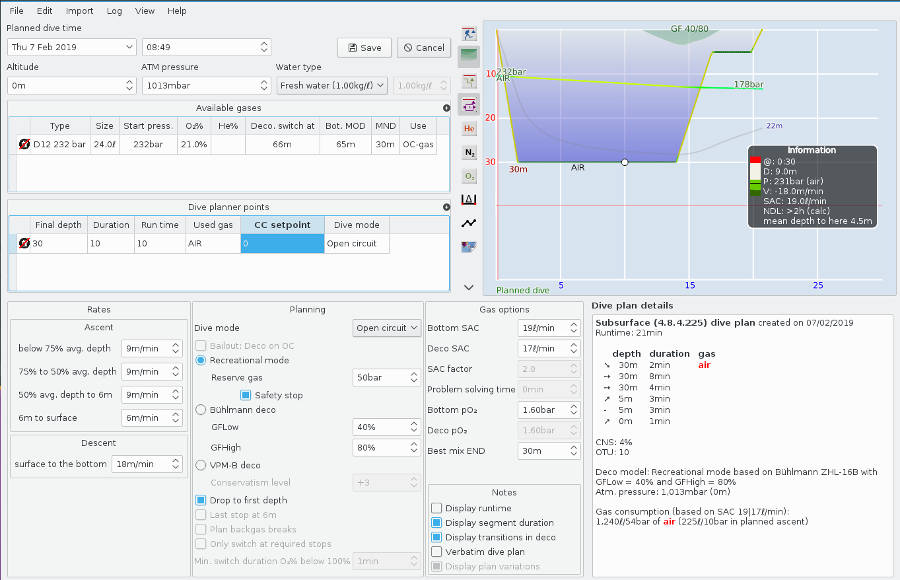 File Edit Import Log View Help
Planned dive time
Thu 7 Feb 2019 08:49 Save Cancel
Altitude ATM pressure Water type
0m 1013mbar Fresh water (1.00kg/ℓ) 1.00kg/ℓ
Available gases
Type Size Start press. O₂% He% Deco. switch at Bot. MOD MND Use
D12 232 bar 24.0ℓ 232bar 21.0% 66m 65m 30m OC-gas
Dive planner points
Final depth Duration Run time Used gas CC setpoint Dive mode
30 10 10 AIR 0 Open circuit
He
N₂
O₂
GF 40/80
10
20
30
232bar
AIR
178bar
22m
30m
AIR
Information
@: 0:30
D: 9.0m
P: 231bar (air)
V: -18.0m/min
SAC: 19.0ℓ/min
NDL: >2h (calc)
mean depth to here 4.5m
Planned dive
5 15 25
Rates
Ascent
below 75% avg. depth 9m/min
75% to 50% avg. depth 9m/min
50% avg. depth to 6m 9m/min
6m to surface 6m/min
Descent
surface to the bottom 18m/min
Planning
Dive mode Open circuit
Bailout: Deco on OC
Recreational mode
Reserve gas 50bar
Safety stop
Bühlmann deco
GFLow 40%
GFHigh 80%
VPM-B deco
Conservatism level +3
Drop to first depth
Last stop at 6m
Plan backgas breaks
Only switch at required stops
Min. switch duration O₂% below 100% 1min
Gas options
Bottom SAC 19ℓ/min
Deco SAC 17ℓ/min
SAC factor 2.0
Problem solving time 0min
Bottom pO₂ 1.60bar
Deco pO₂ 1.60bar
Best mix END 30m
Notes
Display runtime
Display segment duration
Display transitions in deco
Verbatim dive plan
Display plan variations
Dive plan details
Subsurface (4.8.4.225) dive plan created on 07/02/2019
Runtime: 21min
depth duration gas
➘ 30m 2min air
➙ 30m 8min
➙ 30m 4min
➚ 5m 3min
- 5m 3min
➚ 0m 1min
CNS: 4%
OTU: 10
Deco model: Recreational mode based on Bühlmann ZHL-16B with
GFLow = 40% and GFHigh = 80%
Atm. pressure: 1,013mbar (0m)
Gas consumption (based on SAC 19|17ℓ/min):
1,240ℓ/54bar of air (225ℓ/10bar in planned ascent)